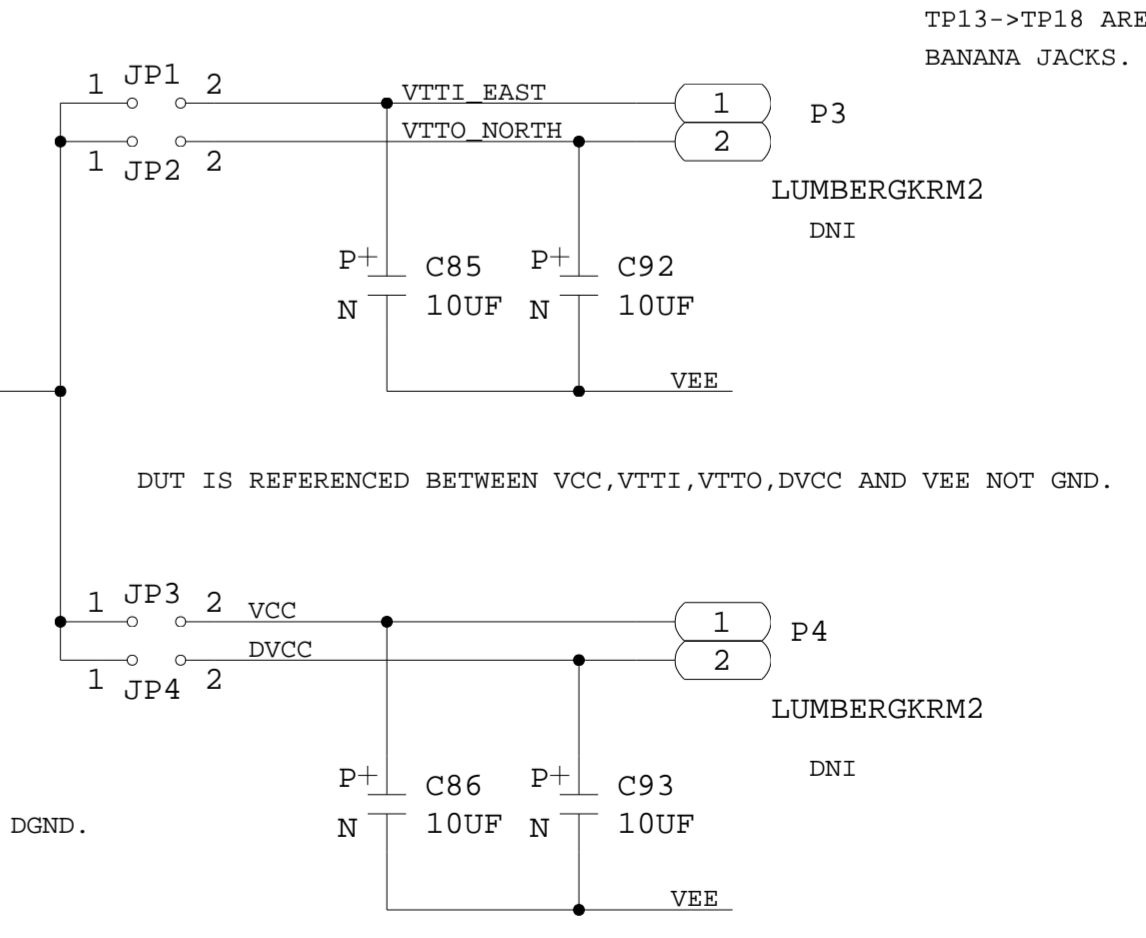 TP13->TP18 ARE
BANANA JACKS.
1 JP1 2 VTTI_EAST 1 P3
VTTO_NORTH 2
1 JP2 2
LUMBERGKRM2
DNI
P+ C85 P+ C92
N 10UF N 10UF
VEE
DUT IS REFERENCED BETWEEN VCC,VTTI,VTTO,DVCC AND VEE NOT GND.
1 JP3 2 VCC 1 P4
DVCC 2
1 JP4 2
LUMBERGKRM2
DNI
P+ C86 P+ C93
DGND. N 10UF N 10UF
VEE